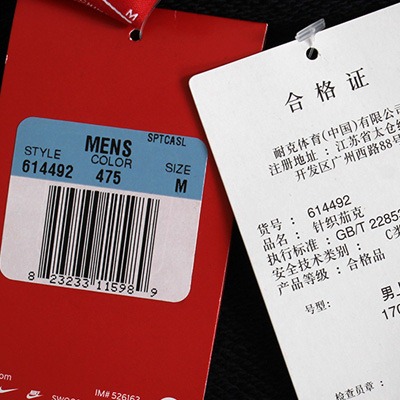 M
SPTCASL
MENS
STYLE COLOR SIZE
614492 475 M
8 23233 11598 9
.com
IM# 526163
合格证
耐克体育(中国)有限公司
注册地址：江苏省太仓
开发区广州西路88号
货号：614492
品名：针织茄克
执行标准：GB/T 2285
安全技术类别：C类
产品等级：合格品
号型：
男上
170
检查员章：